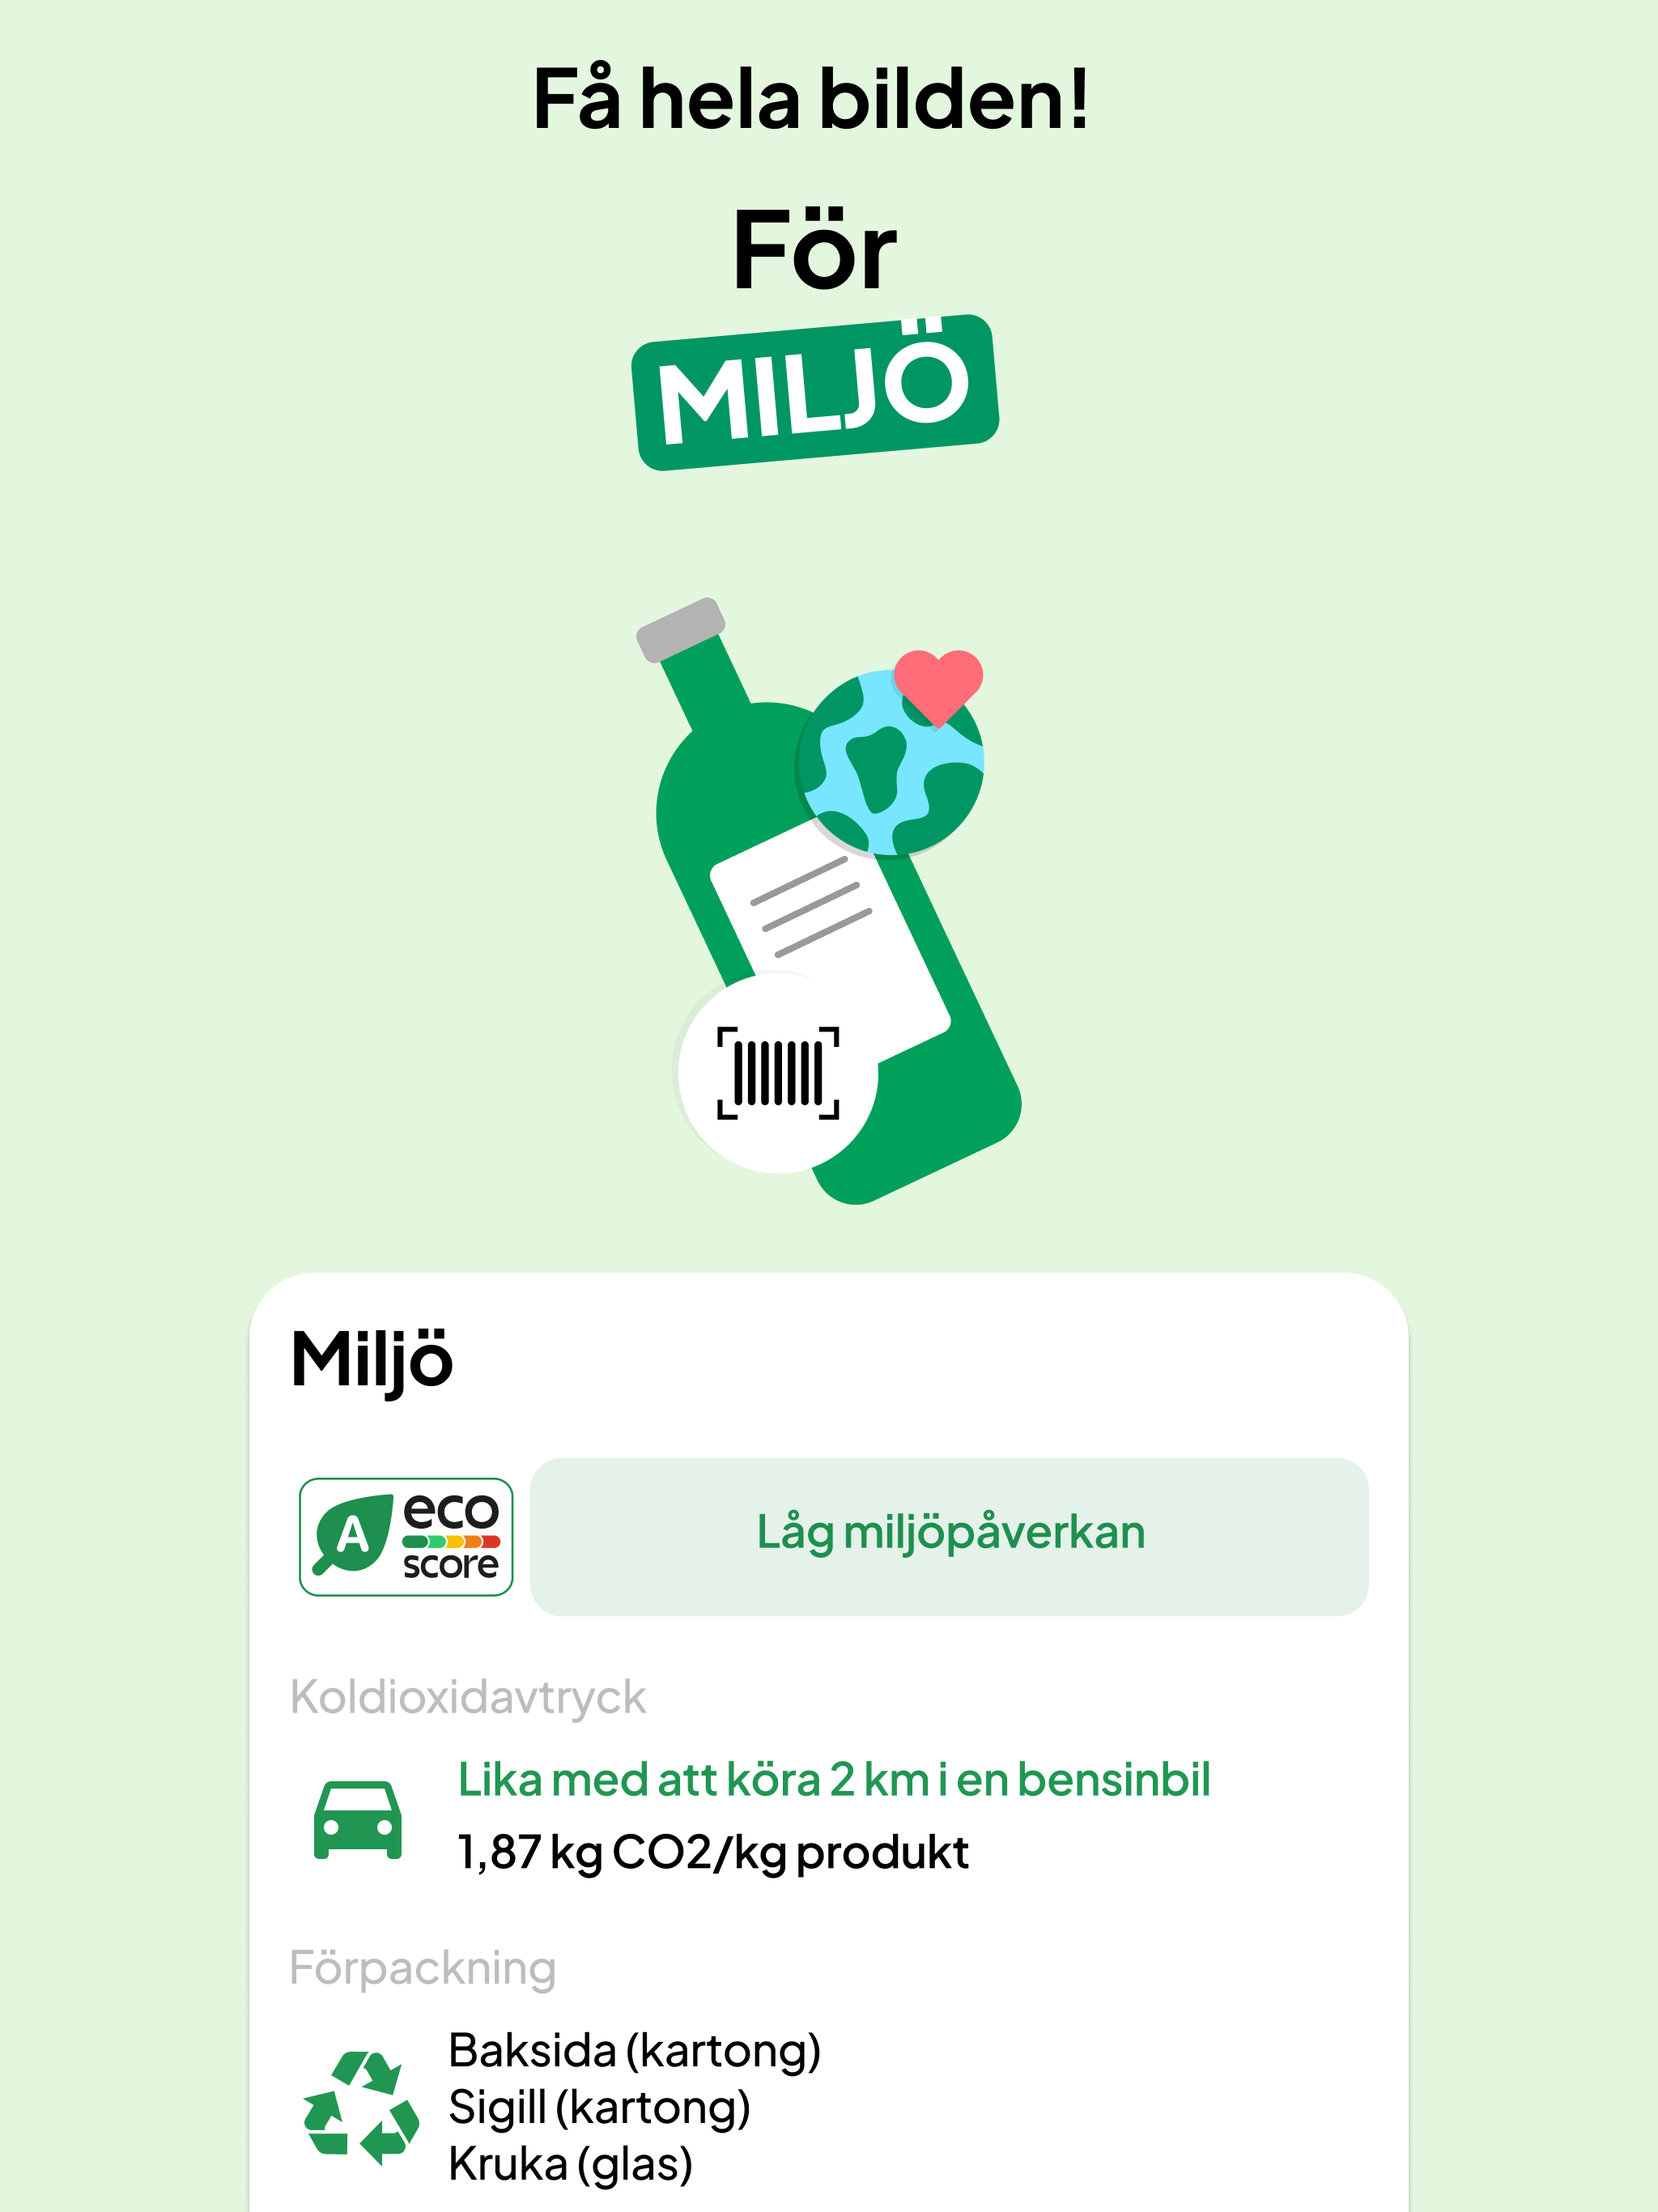 Få hela bilden!
För
MILJÖ
Miljö
A
eco
score
Låg miljöpåverkan
Koldioxidavtryck
Lika med att köra 2 km i en bensinbil
1,87 kg CO2/kg produkt
Förpackning
Baksida (kartong)
Sigill (kartong)
Kruka (glas)